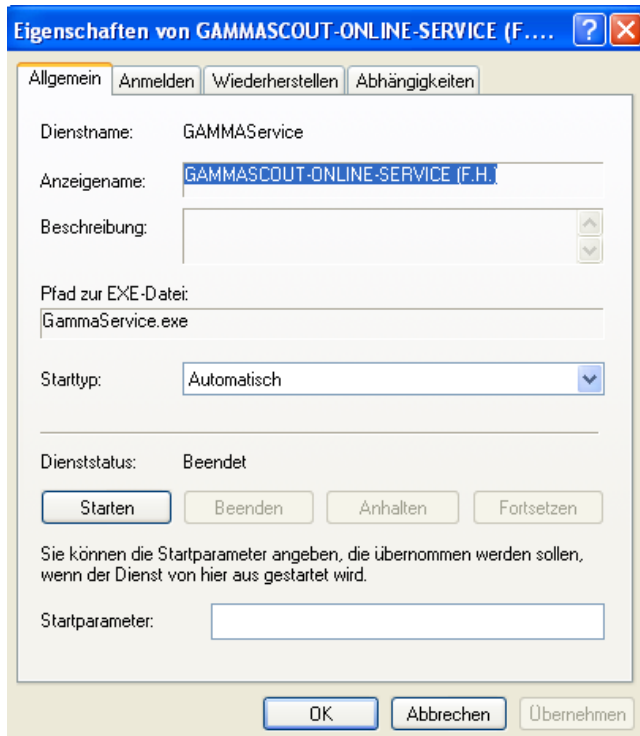 Eigenschaften von GAMMASCOUT-ONLINE-SERVICE (F....
Allgemein Anmelden Wiederherstellen Abhängigkeiten
Dienstname: GAMMAService
Anzeigename: GAMMASCOUT-ONLINE-SERVICE (F.H.)
Beschreibung:
Pfad zur EXE-Datei:
GammaService.exe
Starttyp: Automatisch
Dienststatus: Beendet
Starten Beenden Anhalten Fortsetzen
Sie können die Startparameter angeben, die übernommen werden sollen,
wenn der Dienst von hier aus gestartet wird.
Startparameter:
OK Abbrechen Übernehmen